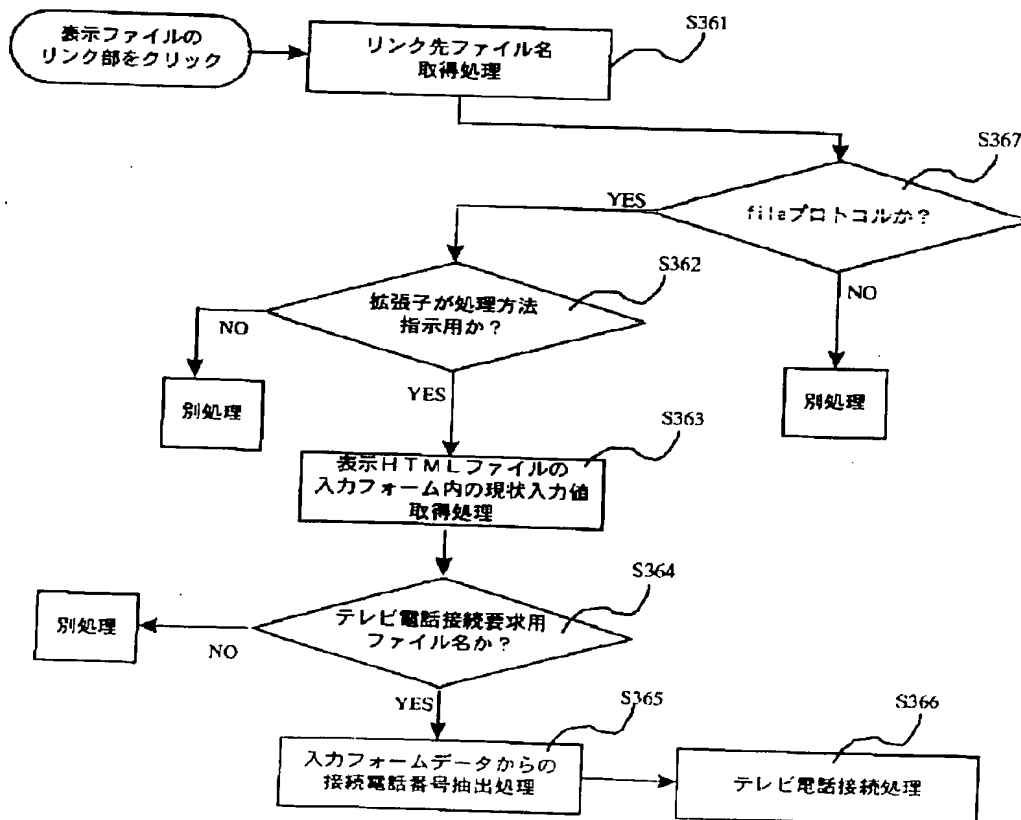 表示ファイルの
リンク部をクリック
リンク先ファイル名
取得処理
S361
S367
fileプロトコルか？
YES
NO
別処理
S362
拡張子が処理方法
指示用か？
NO
別処理
YES
S363
表示HTMLファイルの
入力フォーム内の現状入力値
取得処理
S364
テレビ電話接続要求用
ファイル名か？
NO
別処理
YES
S365
入力フォームデータからの
接続電話番号抽出処理
S366
テレビ電話接続処理